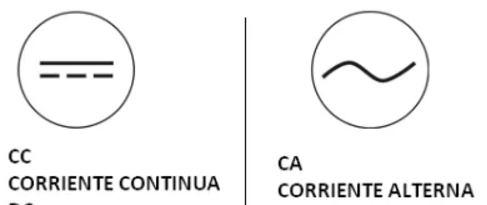 CC
CORRIENTE CONTINUA
CA
CORRIENTE ALTERNA